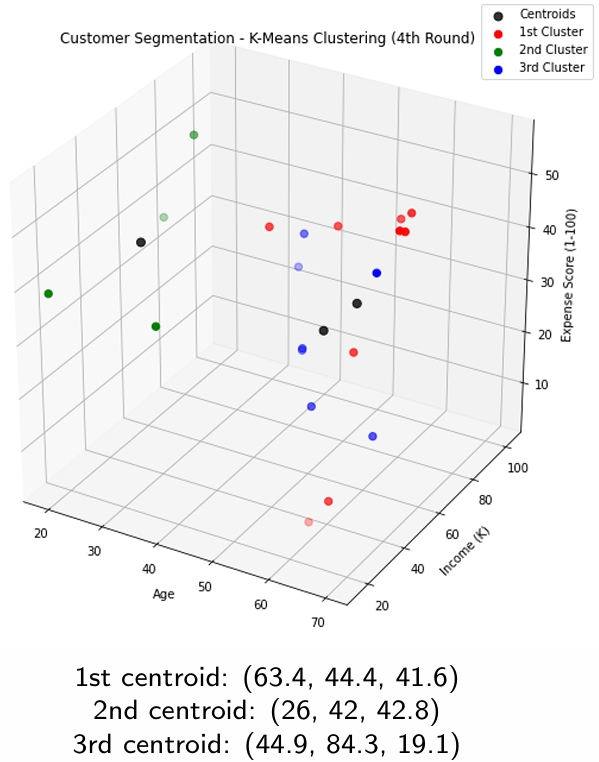 Customer Segmentation - K-Means Clustering (4th Round)
Centroids
1st Cluster
2nd Cluster
3rd Cluster
50
40
30
20
10
Expense Score (1-100)
100
80
60
40
20
Income (K)
20
30
40
50
60
70
Age
1st centroid: (63.4, 44.4, 41.6)
2nd centroid: (26, 42, 42.8)
3rd centroid: (44.9, 84.3, 19.1)